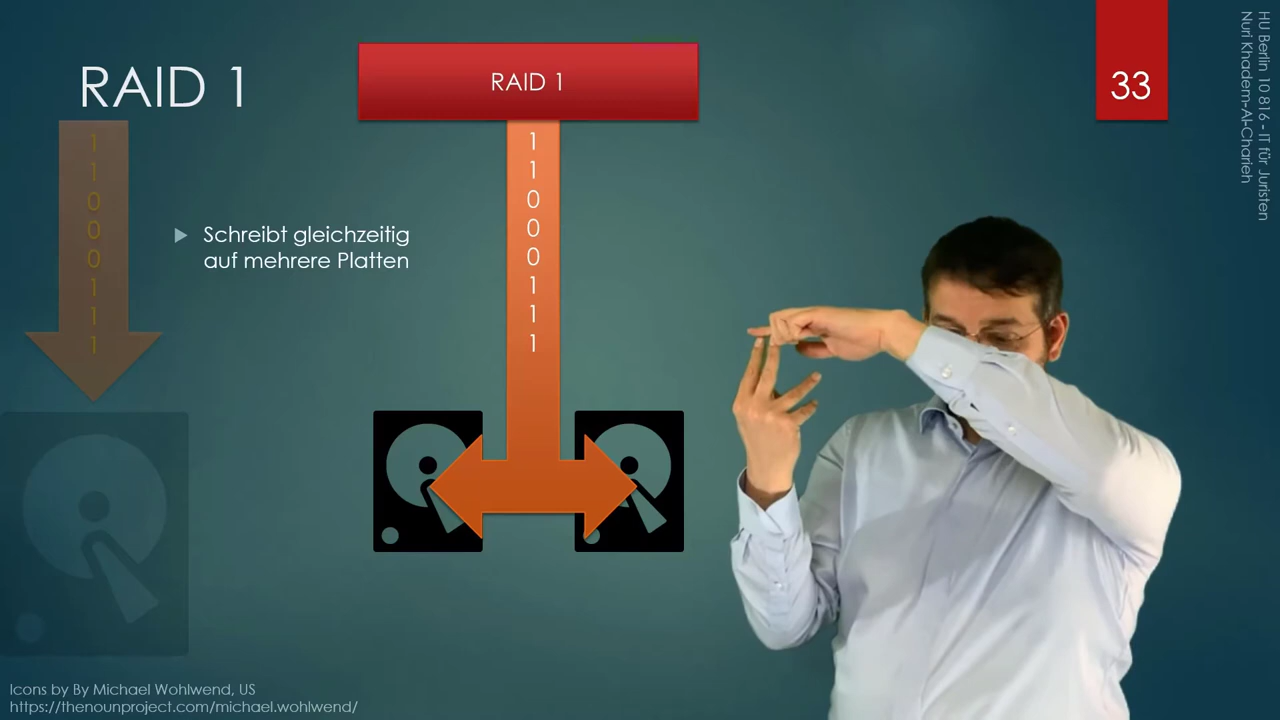 RAID 1
1
1
0
0
0
1
1
1
Schreibt gleichzeitig
auf mehrere Platten
RAID 1
1
1
0
0
0
1
1
1
33
HU Berlin 10 816 - IT für Juristen
Nuri Khadem-Al-Charieh
Icons by By Michael Wohlwend, US
https://thenounproject.com/michael.wohlwend/